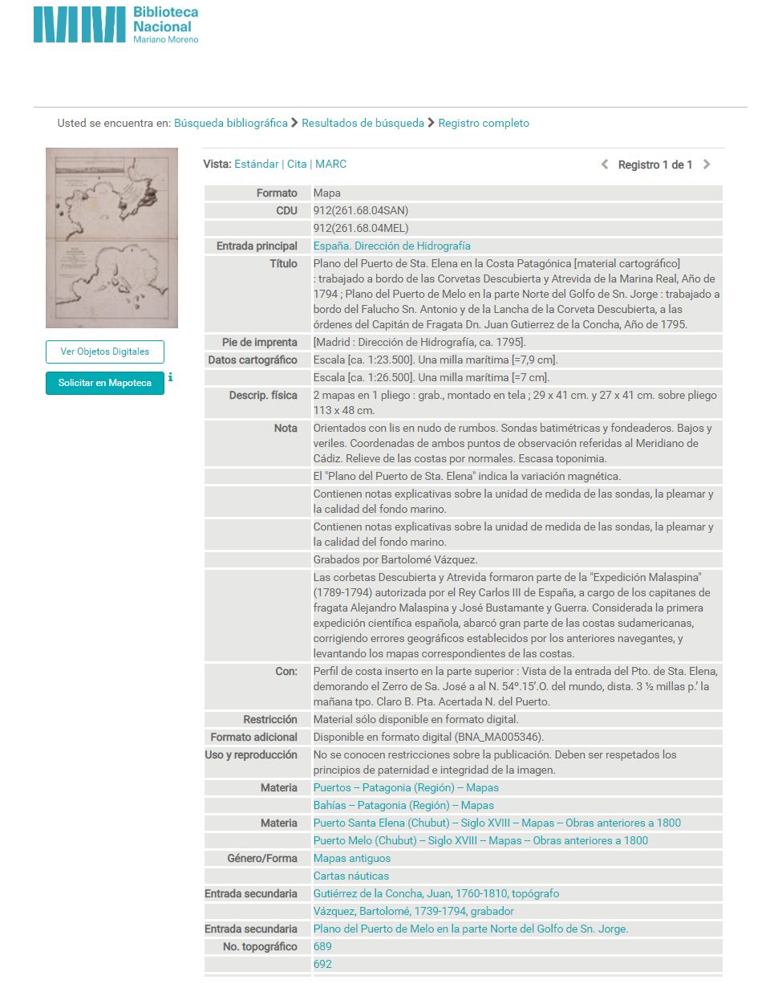 Biblioteca
Nacional
Mariano Moreno
Usted se encuentra en: Búsqueda bibliográfica > Resultados de búsqueda > Registro completo
Vista: Estándar | Cita | MARC
Registro 1 de 1
Ver Objetos Digitales
Solicitar en Mapoteca
Formato Mapa
CDU 912(261.68.04SAN)
912(261.68.04MEL)
Entrada principal España. Dirección de Hidrografía
Título Plano del Puerto de Sta. Elena en la Costa Patagónica [material cartográfico]
: trabajado a bordo de las Corvetas Descubierta y Atrevida de la Marina Real, Año de
1794 ; Plano del Puerto de Melo en la parte Norte del Golfo de Sn. Jorge : trabajado a
bordo del Falucho Sn. Antonio y de la Lancha de la Corveta Descubierta, a las
órdenes del Capitán de Fragata Dn. Juan Gutierrez de la Concha, Año de 1795.
Pie de imprenta [Madrid : Dirección de Hidrografía, ca. 1795].
Datos cartográfico Escala [ca. 1:23.500]. Una milla marítima [=7,9 cm].
Escala [ca. 1:26.500]. Una milla marítima [=7 cm].
Descrip. física 2 mapas en 1 pliego : grab., montado en tela ; 29 x 41 cm. y 27 x 41 cm. sobre pliego
113 x 48 cm.
Nota Orientados con lis en nudo de rumbos. Sondas batimétricas y fondeaderos. Bajos y
veriles. Coordenadas de ambos puntos de observación referidas al Meridiano de
Cádiz. Relieve de las costas por normales. Escasa toponimia.
El "Plano del Puerto de Sta. Elena" indica la variación magnética.
Contienen notas explicativas sobre la unidad de medida de las sondas, la pleamar y
la calidad del fondo marino.
Contienen notas explicativas sobre la unidad de medida de las sondas, la pleamar y
la calidad del fondo marino.
Grabados por Bartolomé Vázquez.
Las corbetas Descubierta y Atrevida formaron parte de la "Expedición Malaspina"
(1789-1794) autorizada por el Rey Carlos III de España, a cargo de los capitanes de
fragata Alejandro Malaspina y José Bustamante y Guerra. Considerada la primera
expedición científica española, abarcó gran parte de las costas sudamericanas,
corrigiendo errores geográficos establecidos por los anteriores navegantes, y
levantando los mapas correspondientes de las costas.
Con: Perfil de costa inserto en la parte superior : Vista de la entrada del Pto. de Sta. Elena,
demorando el Zerro de Sa. José a al N. 54º.15’.O. del mundo, dista. 3 ½ millas p.’ la
mañana tpo. Claro B. Pta. Acertada N. del Puerto.
Restricción Material sólo disponible en formato digital.
Formato adicional Disponible en formato digital (BNA_MA005346).
Uso y reproducción No se conocen restricciones sobre la publicación. Deben ser respetados los
principios de paternidad e integridad de la imagen.
Materia Puertos -- Patagonia (Región) -- Mapas
Bahías -- Patagonia (Región) -- Mapas
Materia Puerto Santa Elena (Chubut) -- Siglo XVIII -- Mapas -- Obras anteriores a 1800
Puerto Melo (Chubut) -- Siglo XVIII -- Mapas -- Obras anteriores a 1800
Género/Forma Mapas antiguos
Cartas náuticas
Entrada secundaria Gutiérrez de la Concha, Juan, 1760-1810, topógrafo
Vázquez, Bartolomé, 1739-1794, grabador
Entrada secundaria Plano del Puerto de Melo en la parte Norte del Golfo de Sn. Jorge.
No. topográfico 689
692